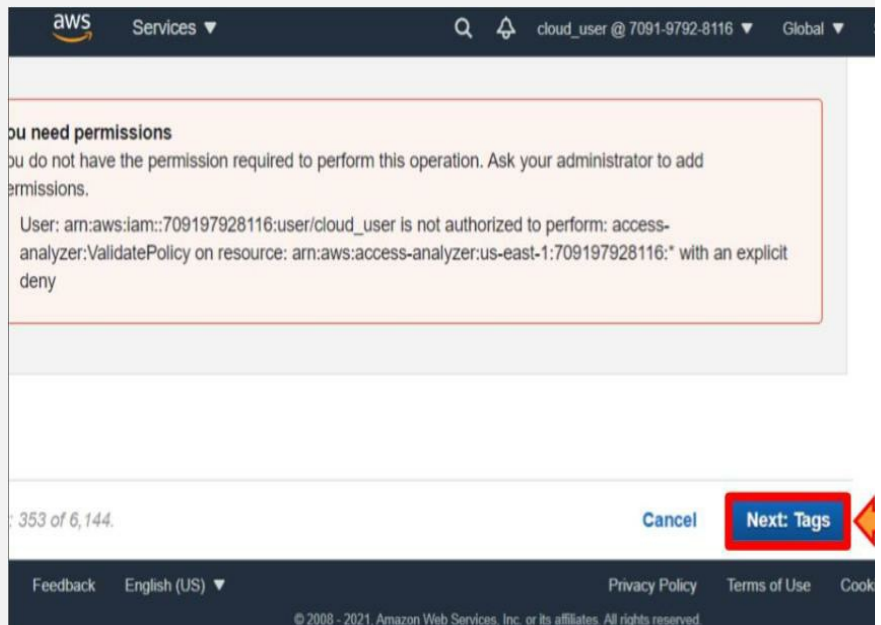 aws Services ▼ cloud_user @ 7091-9792-8116 ▼ Global ▼
ou need permissions
ou do not have the permission required to perform this operation. Ask your administrator to add
ermissions.
User: arn:aws:iam::709197928116:user/cloud_user is not authorized to perform: access-
analyzer:ValidatePolicy on resource: arn:aws:access-analyzer:us-east-1:709197928116:* with an explicit
deny
: 353 of 6,144.
Cancel Next: Tags
Feedback English (US) ▼ Privacy Policy Terms of Use Cook
© 2008 - 2021, Amazon Web Services, Inc. or its affiliates. All rights reserved.